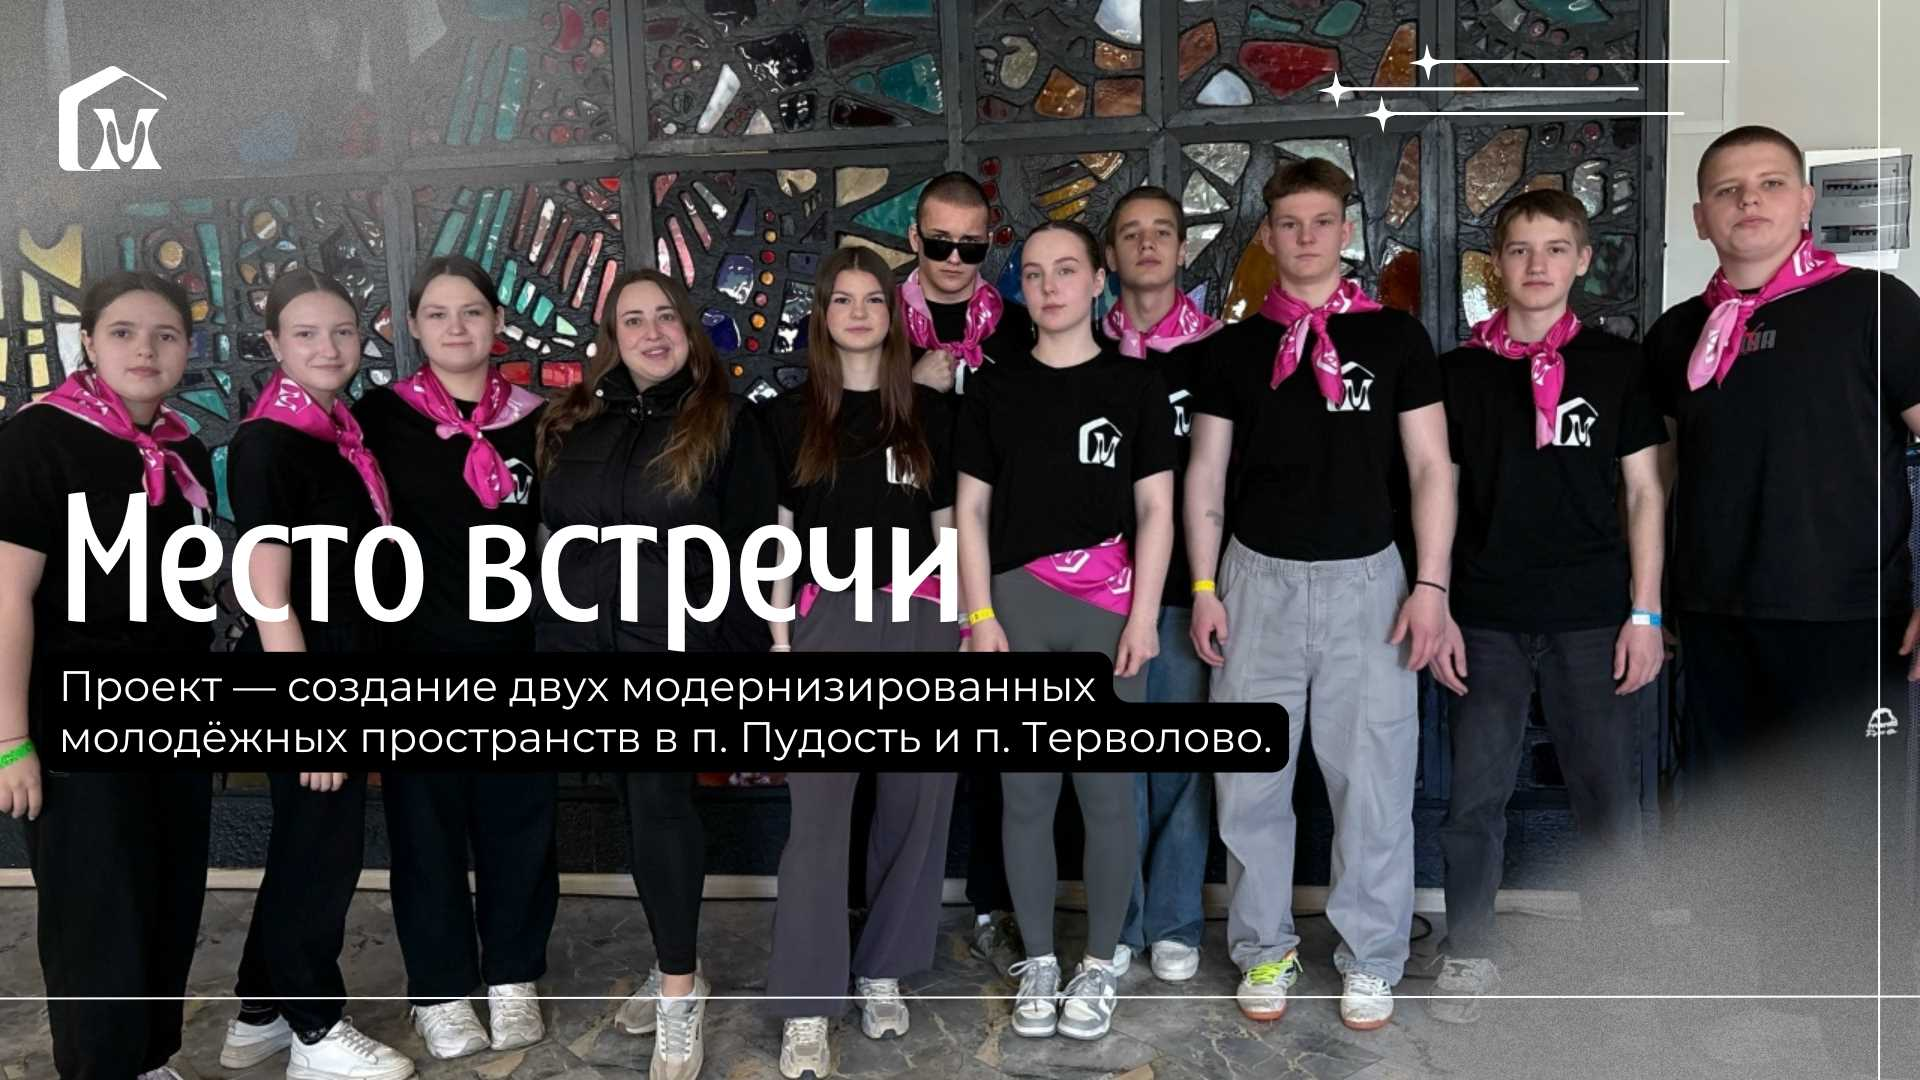 Место встречи
Проект — создание двух модернизированных
молодёжных пространств в п. Пудость и п. Терволово.